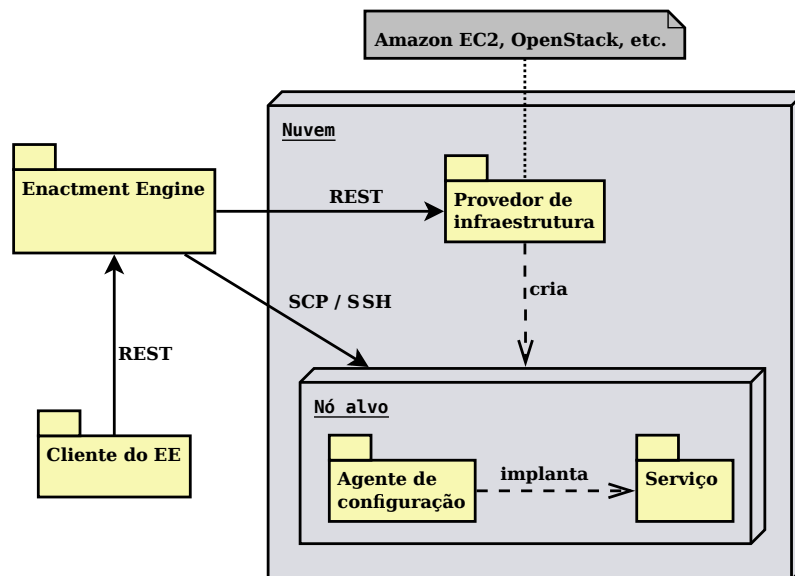 Amazon EC2, OpenStack, etc.
Nuvem
Enactment Engine
REST
Provedor de
infraestrutura
cria
SCP / SSH
REST
Nó alvo
Cliente do EE
Agente de
configuração
implanta
Serviço